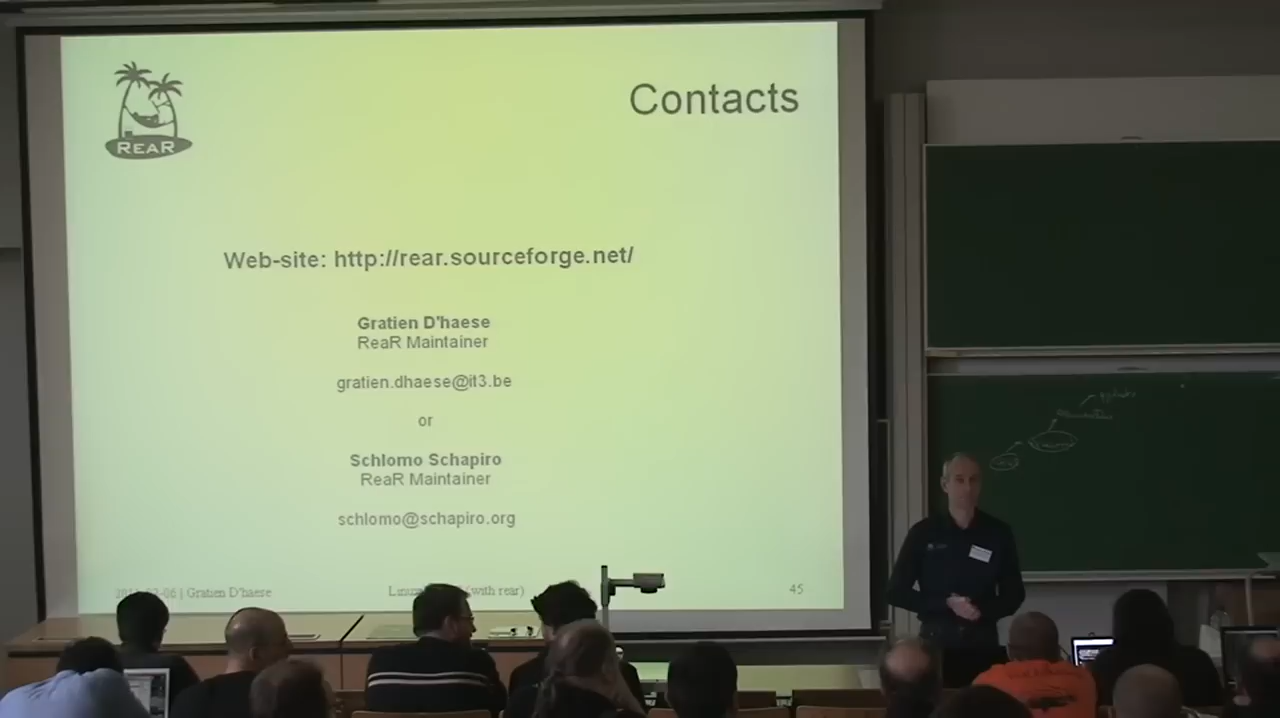 ReaR
Contacts
Web-site: http://rear.sourceforge.net/
Gratien D'haese
ReaR Maintainer
gratien.dhaese@it3.be
or
Schlomo Schapiro
ReaR Maintainer
schlomo@schapiro.org
-06 | Gratien D'haese
(with rear)
45